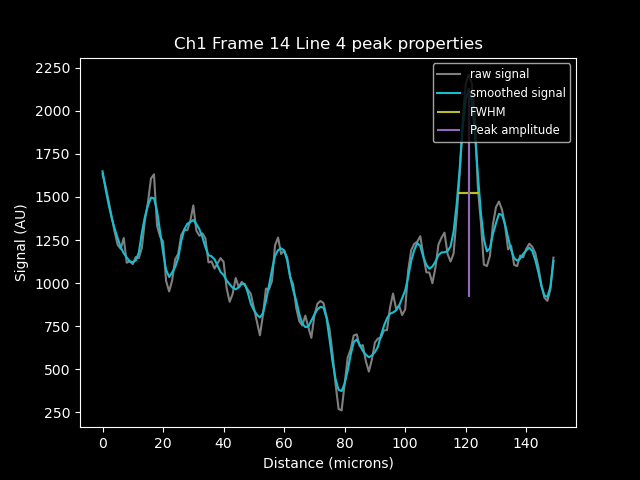 Ch1 Frame 14 Line 4 peak properties
raw signal
smoothed signal
FWHM
Peak amplitude
Signal (AU)
2250
2000
1750
1500
1250
1000
750
500
250
0 20 40 60 80 100 120 140
Distance (microns)